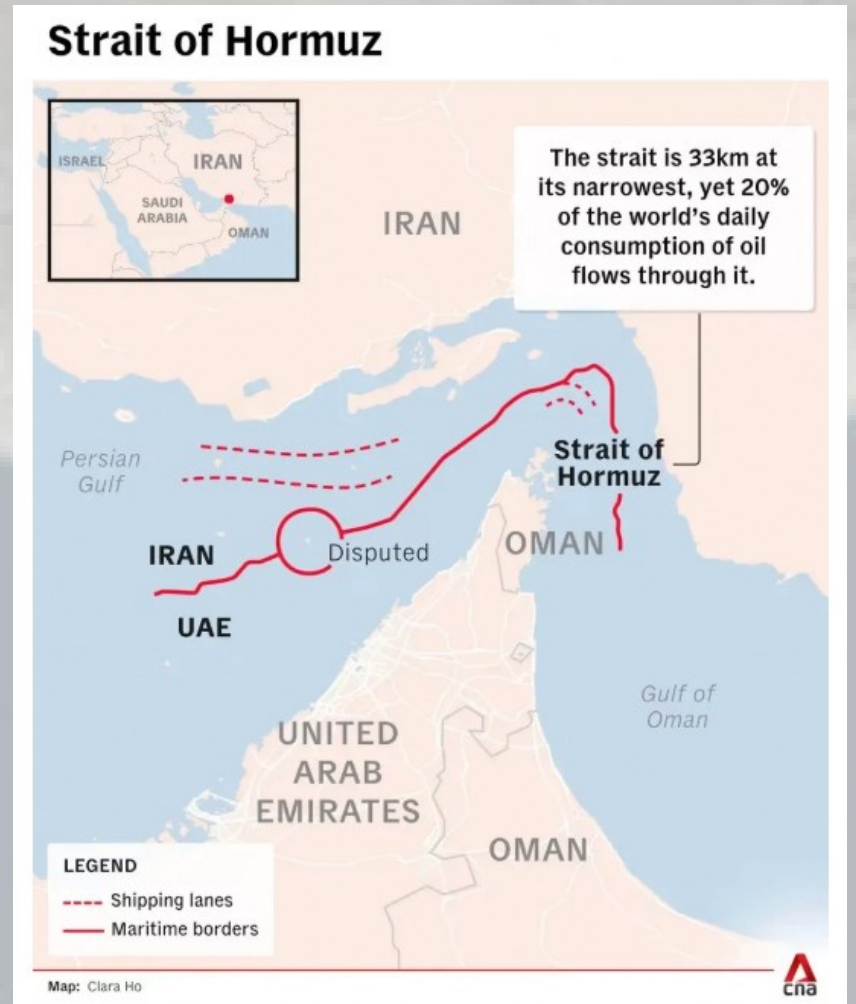 Strait of Hormuz
ISRAEL
IRAN
SAUDI
ARABIA
OMAN
IRAN
The strait is 33km at
its narrowest, yet 20%
of the world's daily
consumption of oil
flows through it.
Persian
Gulf
Strait of
Hormuz
IRAN
Disputed
OMAN
UAE
Gulf of
Oman
UNITED
ARAB
EMIRATES
OMAN
LEGEND
Shipping lanes
Maritime borders
Map: Clara Ho
cna